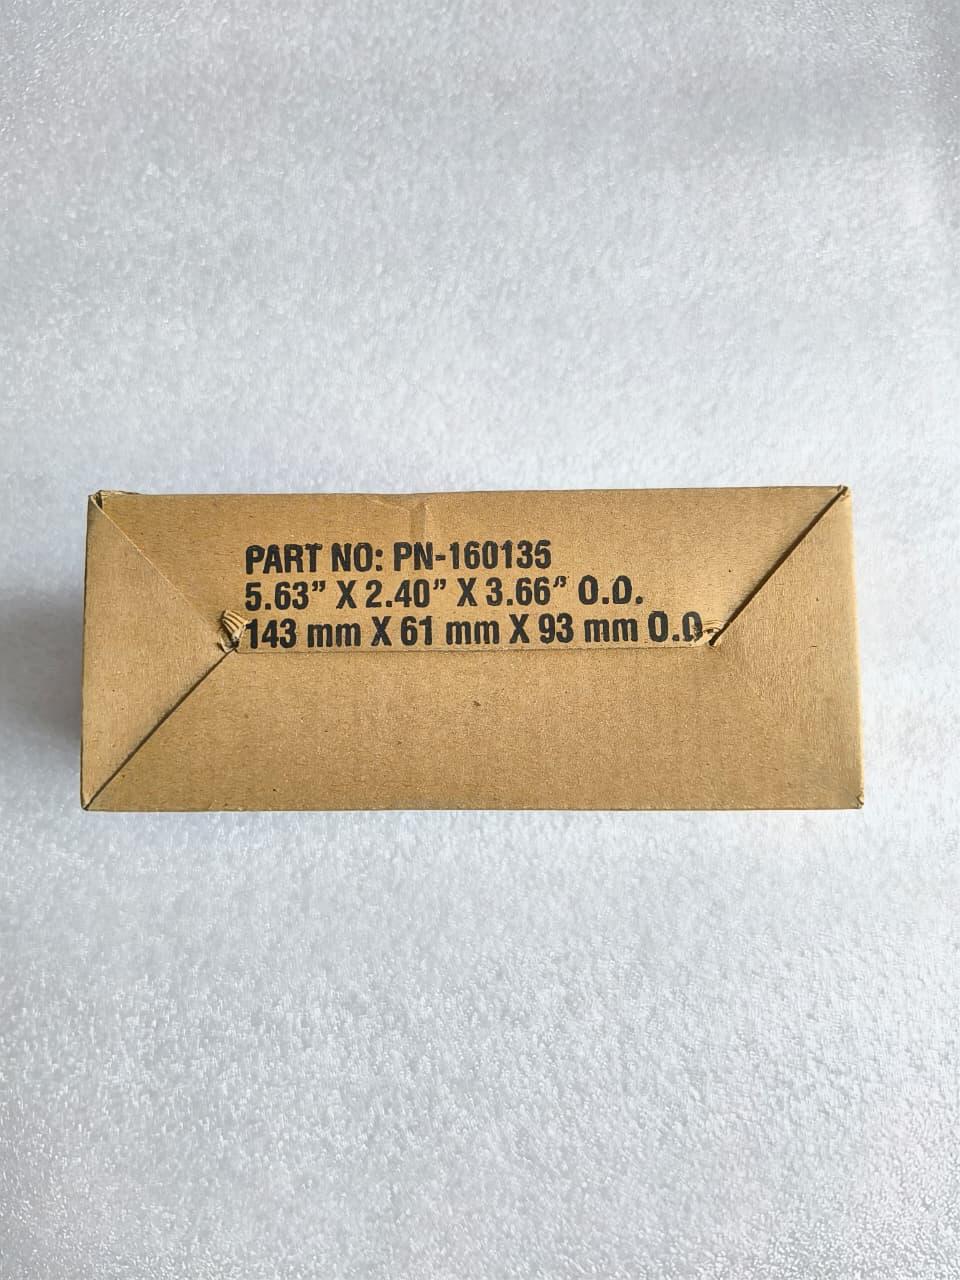 PART NO: PN-160135
5.63” X 2.40” X 3.66” O.D.
143 mm X 61 mm X 93 mm O.D.